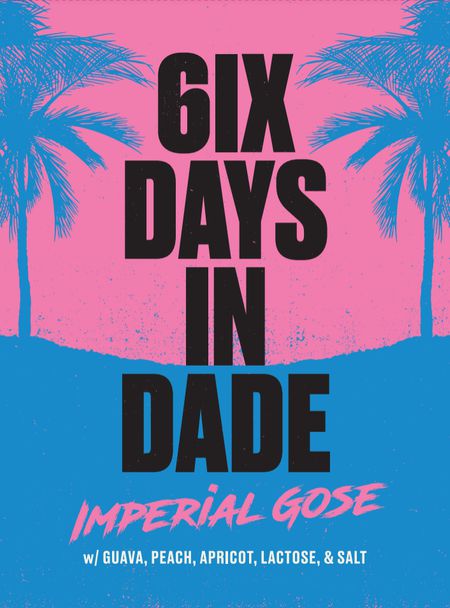 6IX
DAYS
IN
DADE
IMPERIAL GOSE
w/ GUAVA, PEACH, APRICOT, LACTOSE, & SALT